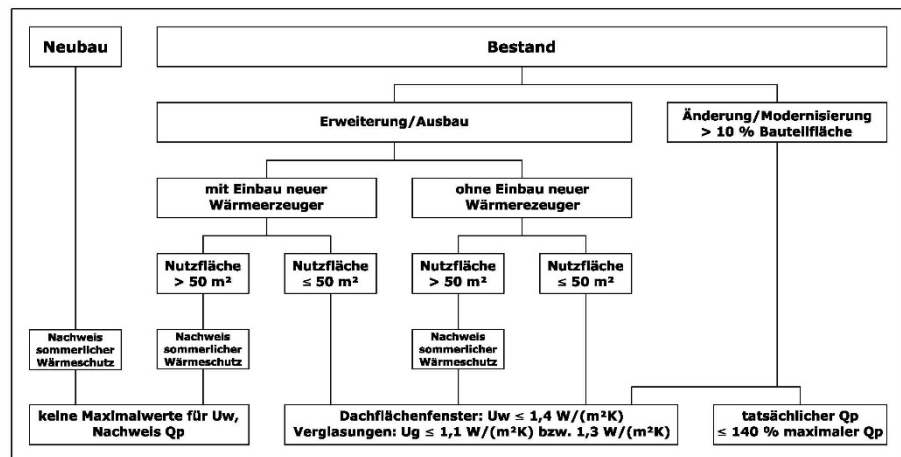 Neubau
Bestand
Erweiterung/Ausbau
Änderung/Modernisierung
> 10 % Bauteilfläche
mit Einbau neuer
Wärmeerzeuger
ohne Einbau neuer
Wärmerezeuger
Nutzfläche
> 50 m²
Nutzfläche
≤ 50 m²
Nutzfläche
> 50 m²
Nutzfläche
≤ 50 m²
Nachweis
sommerlicher
Wärmeschutz
Nachweis
sommerlicher
Wärmeschutz
Nachweis
sommerlicher
Wärmeschutz
keine Maximalwerte für Uw,
Nachweis Qp
Dachflächenfenster: Uw ≤ 1,4 W/(m²K)
Verglasungen: Ug ≤ 1,1 W/(m²K) bzw. 1,3 W/(m²K)
tatsächlicher Qp
≤ 140 % maximaler Qp